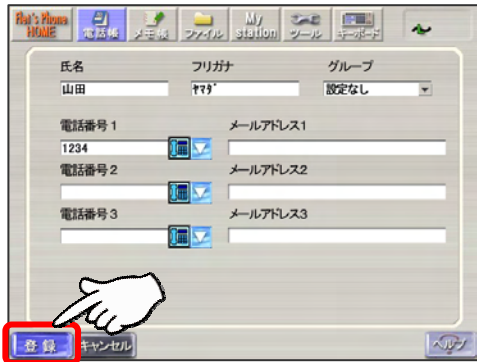 Flet's Phone HOME 電話帳 メモ帳 ファイル My station ツール キーボード
氏名 フリガナ グループ
山田 ﾔﾏﾀﾞ 設定なし
電話番号1 メールアドレス1
1234
電話番号2 メールアドレス2
電話番号3 メールアドレス3
登録 キャンセル ヘルプ